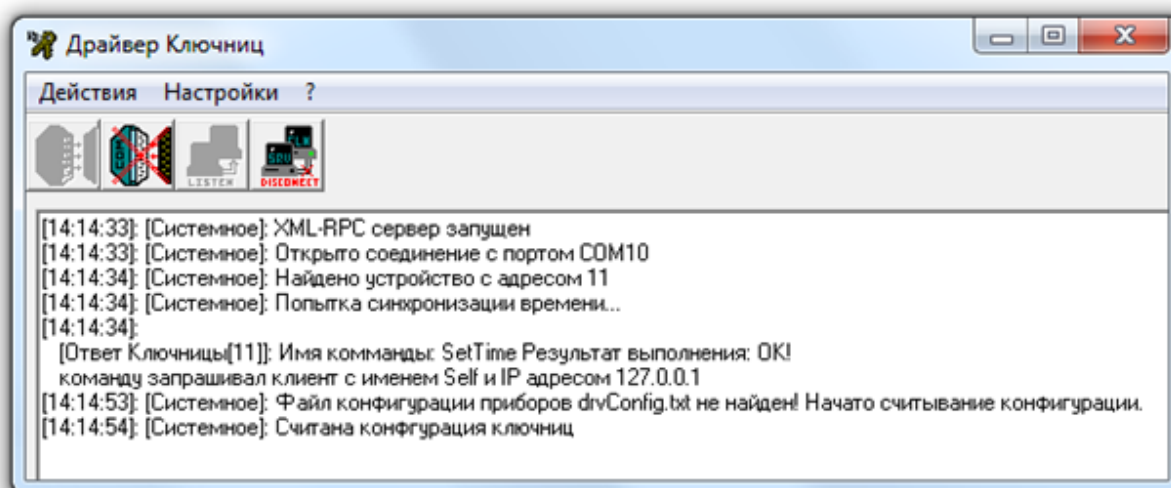 Драйвер Ключниц
Действия Настройки ?
LISTEN
SRV CLN
DISCONECT
[14:14:33]: [Системное]: XML-RPC сервер запущен
[14:14:33]: [Системное]: Открыто соединение с портом COM10
[14:14:34]: [Системное]: Найдено устройство с адресом 11
[14:14:34]: [Системное]: Попытка синхронизации времени...
[14:14:34]:
[Ответ Ключницы[11]]: Имя комманды: SetTime Результат выполнения: OK!
команду запрашивал клиент с именем Self и IP адресом 127.0.0.1
[14:14:53]: [Системное]: Файл конфигурации приборов drvConfig.txt не найден! Начато считывание конфигурации.
[14:14:54]: [Системное]: Считана конфгурация ключниц